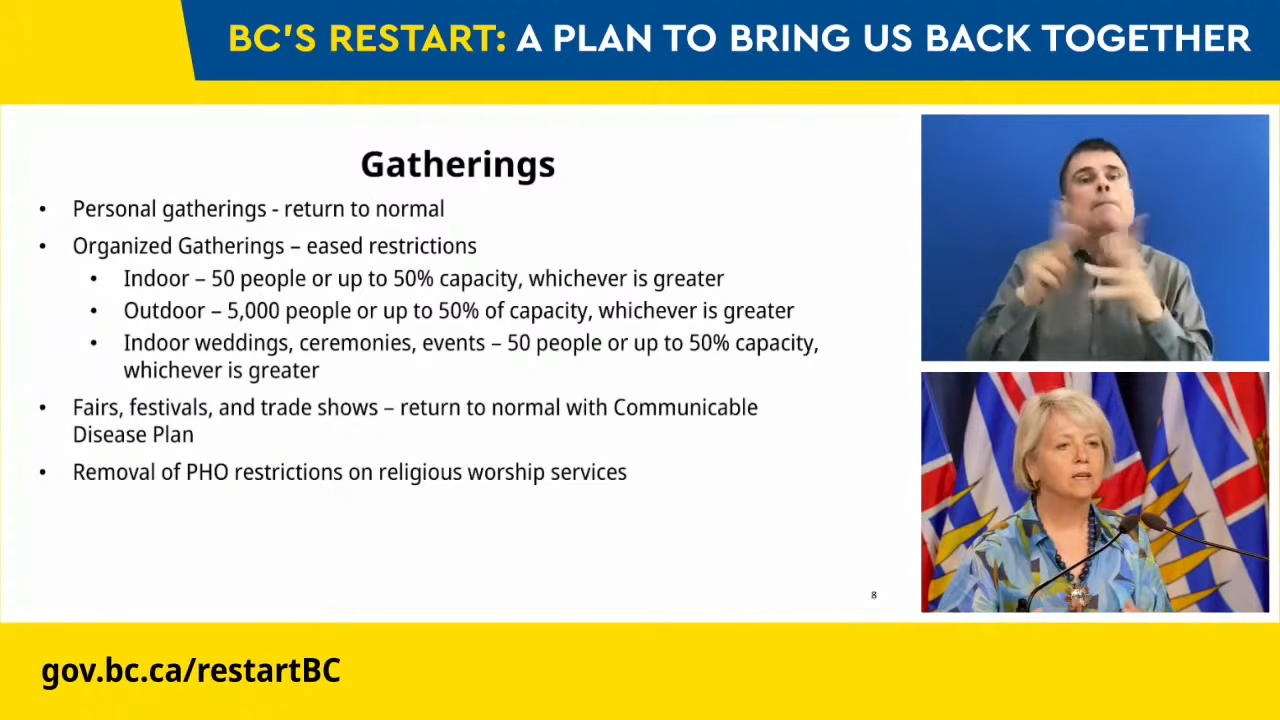 BC'S RESTART: A PLAN TO BRING US BACK TOGETHER
Gatherings
• Personal gatherings - return to normal
• Organized Gatherings – eased restrictions
• Indoor – 50 people or up to 50% capacity, whichever is greater
• Outdoor – 5,000 people or up to 50% of capacity, whichever is greater
• Indoor weddings, ceremonies, events – 50 people or up to 50% capacity,
whichever is greater
• Fairs, festivals, and trade shows – return to normal with Communicable
Disease Plan
• Removal of PHO restrictions on religious worship services
8
gov.bc.ca/restartBC